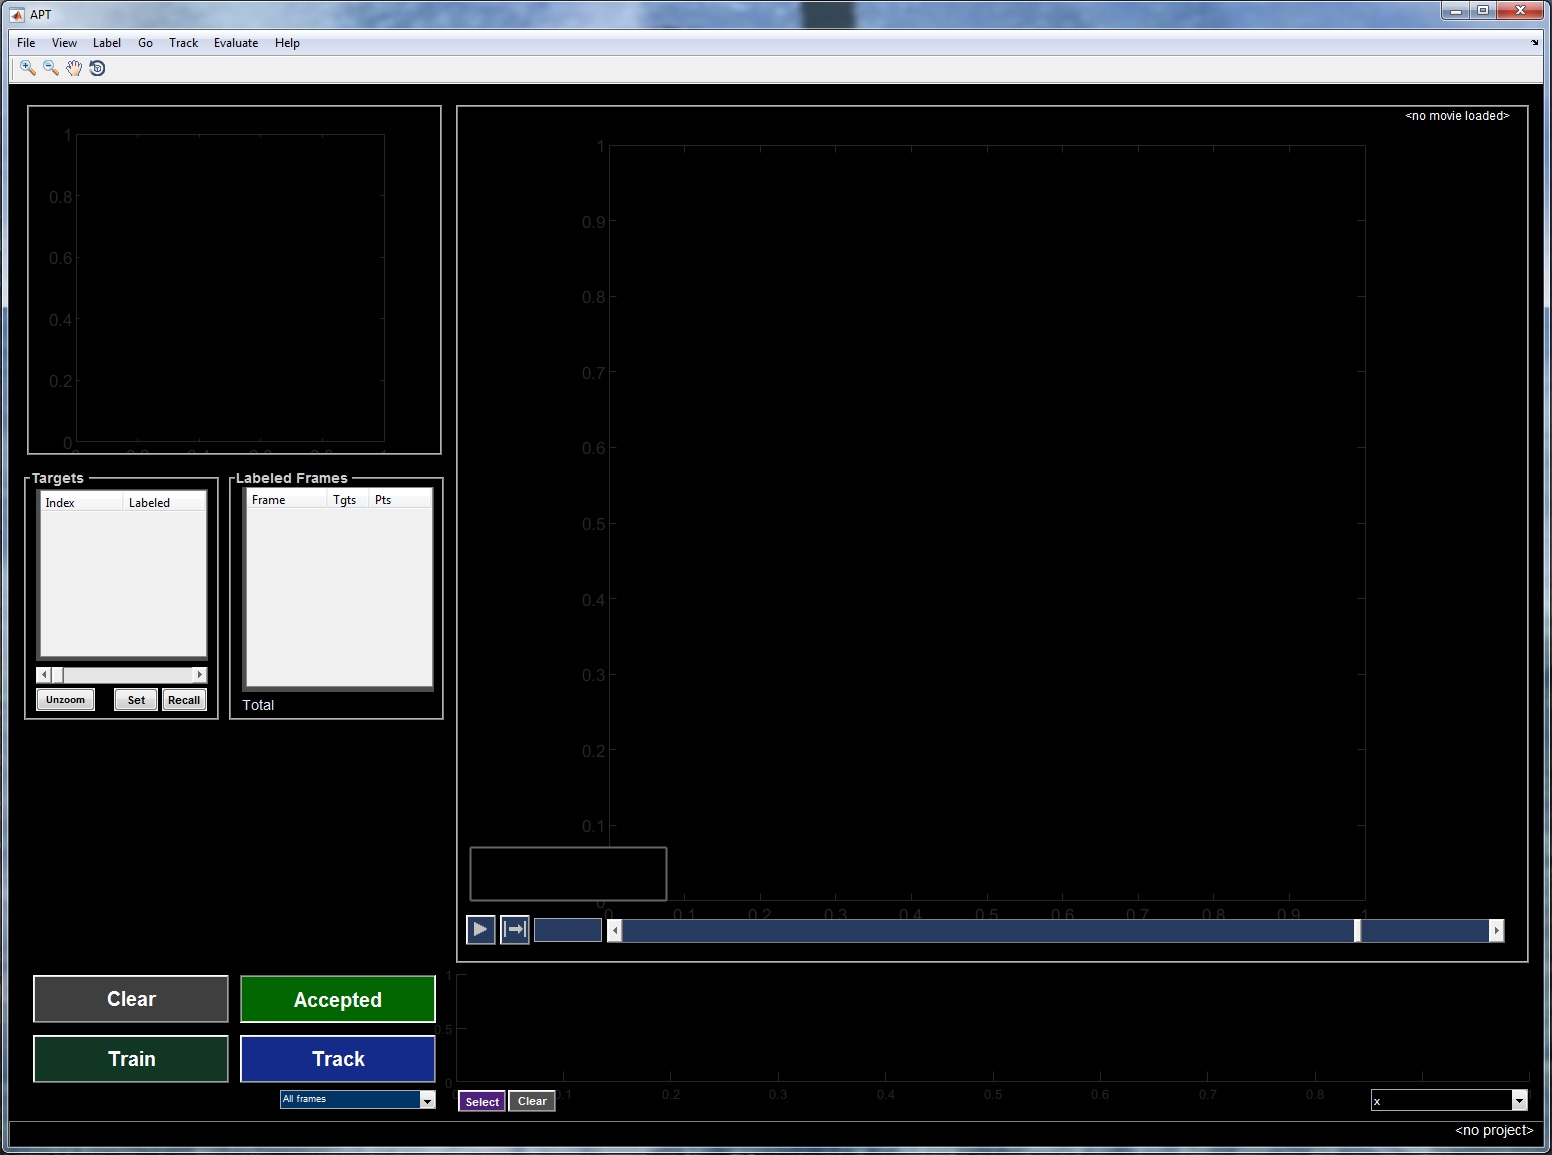 APT
File View Label Go Track Evaluate Help
<no movie loaded>
1
0.8
0.6
0.4
0.2
0
1
0.9
0.8
0.7
0.6
0.5
0.4
0.3
0.2
0.1
0
0 0.1 0.2 0.3 0.4 0.5 0.6 0.7 0.8 0.9 1
Targets
Index Labeled
Unzoom Set Recall
Labeled Frames
Frame Tgts Pts
Total
Clear Accepted
Train Track
All frames
1
0.5
0
0.1 0.2 0.3 0.4 0.5 0.6 0.7 0.8
Select Clear
x
<no project>